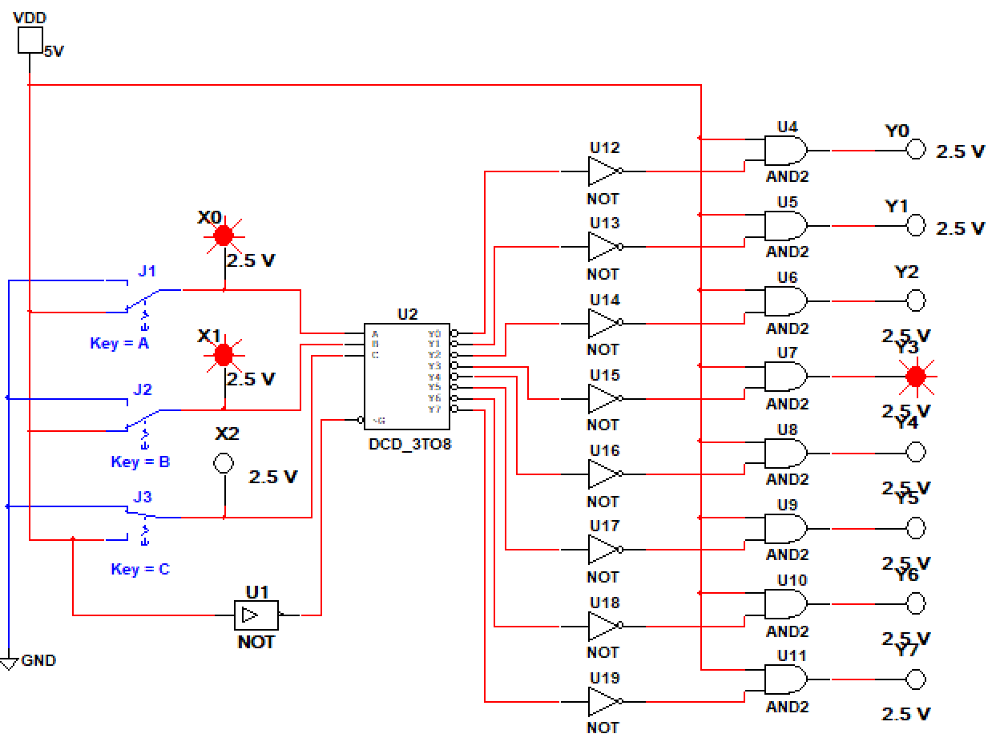 VDD
5V
X0
2.5 V
J1
Key = A
X1
2.5 V
J2
Key = B
X2
2.5 V
J3
Key = C
U1
NOT
GND
U2
A
B
C
~G
Y0
Y1
Y2
Y3
Y4
Y5
Y6
Y7
DCD_3TO8
U12
NOT
U13
NOT
U14
NOT
U15
NOT
U16
NOT
U17
NOT
U18
NOT
U19
NOT
U4
AND2
U5
AND2
U6
AND2
U7
AND2
U8
AND2
U9
AND2
U10
AND2
U11
AND2
Y0
2.5 V
Y1
2.5 V
Y2
2.5 V
Y3
2.5 V
Y4
2.5 V
Y5
2.5 V
Y6
2.5 V
Y7
2.5 V